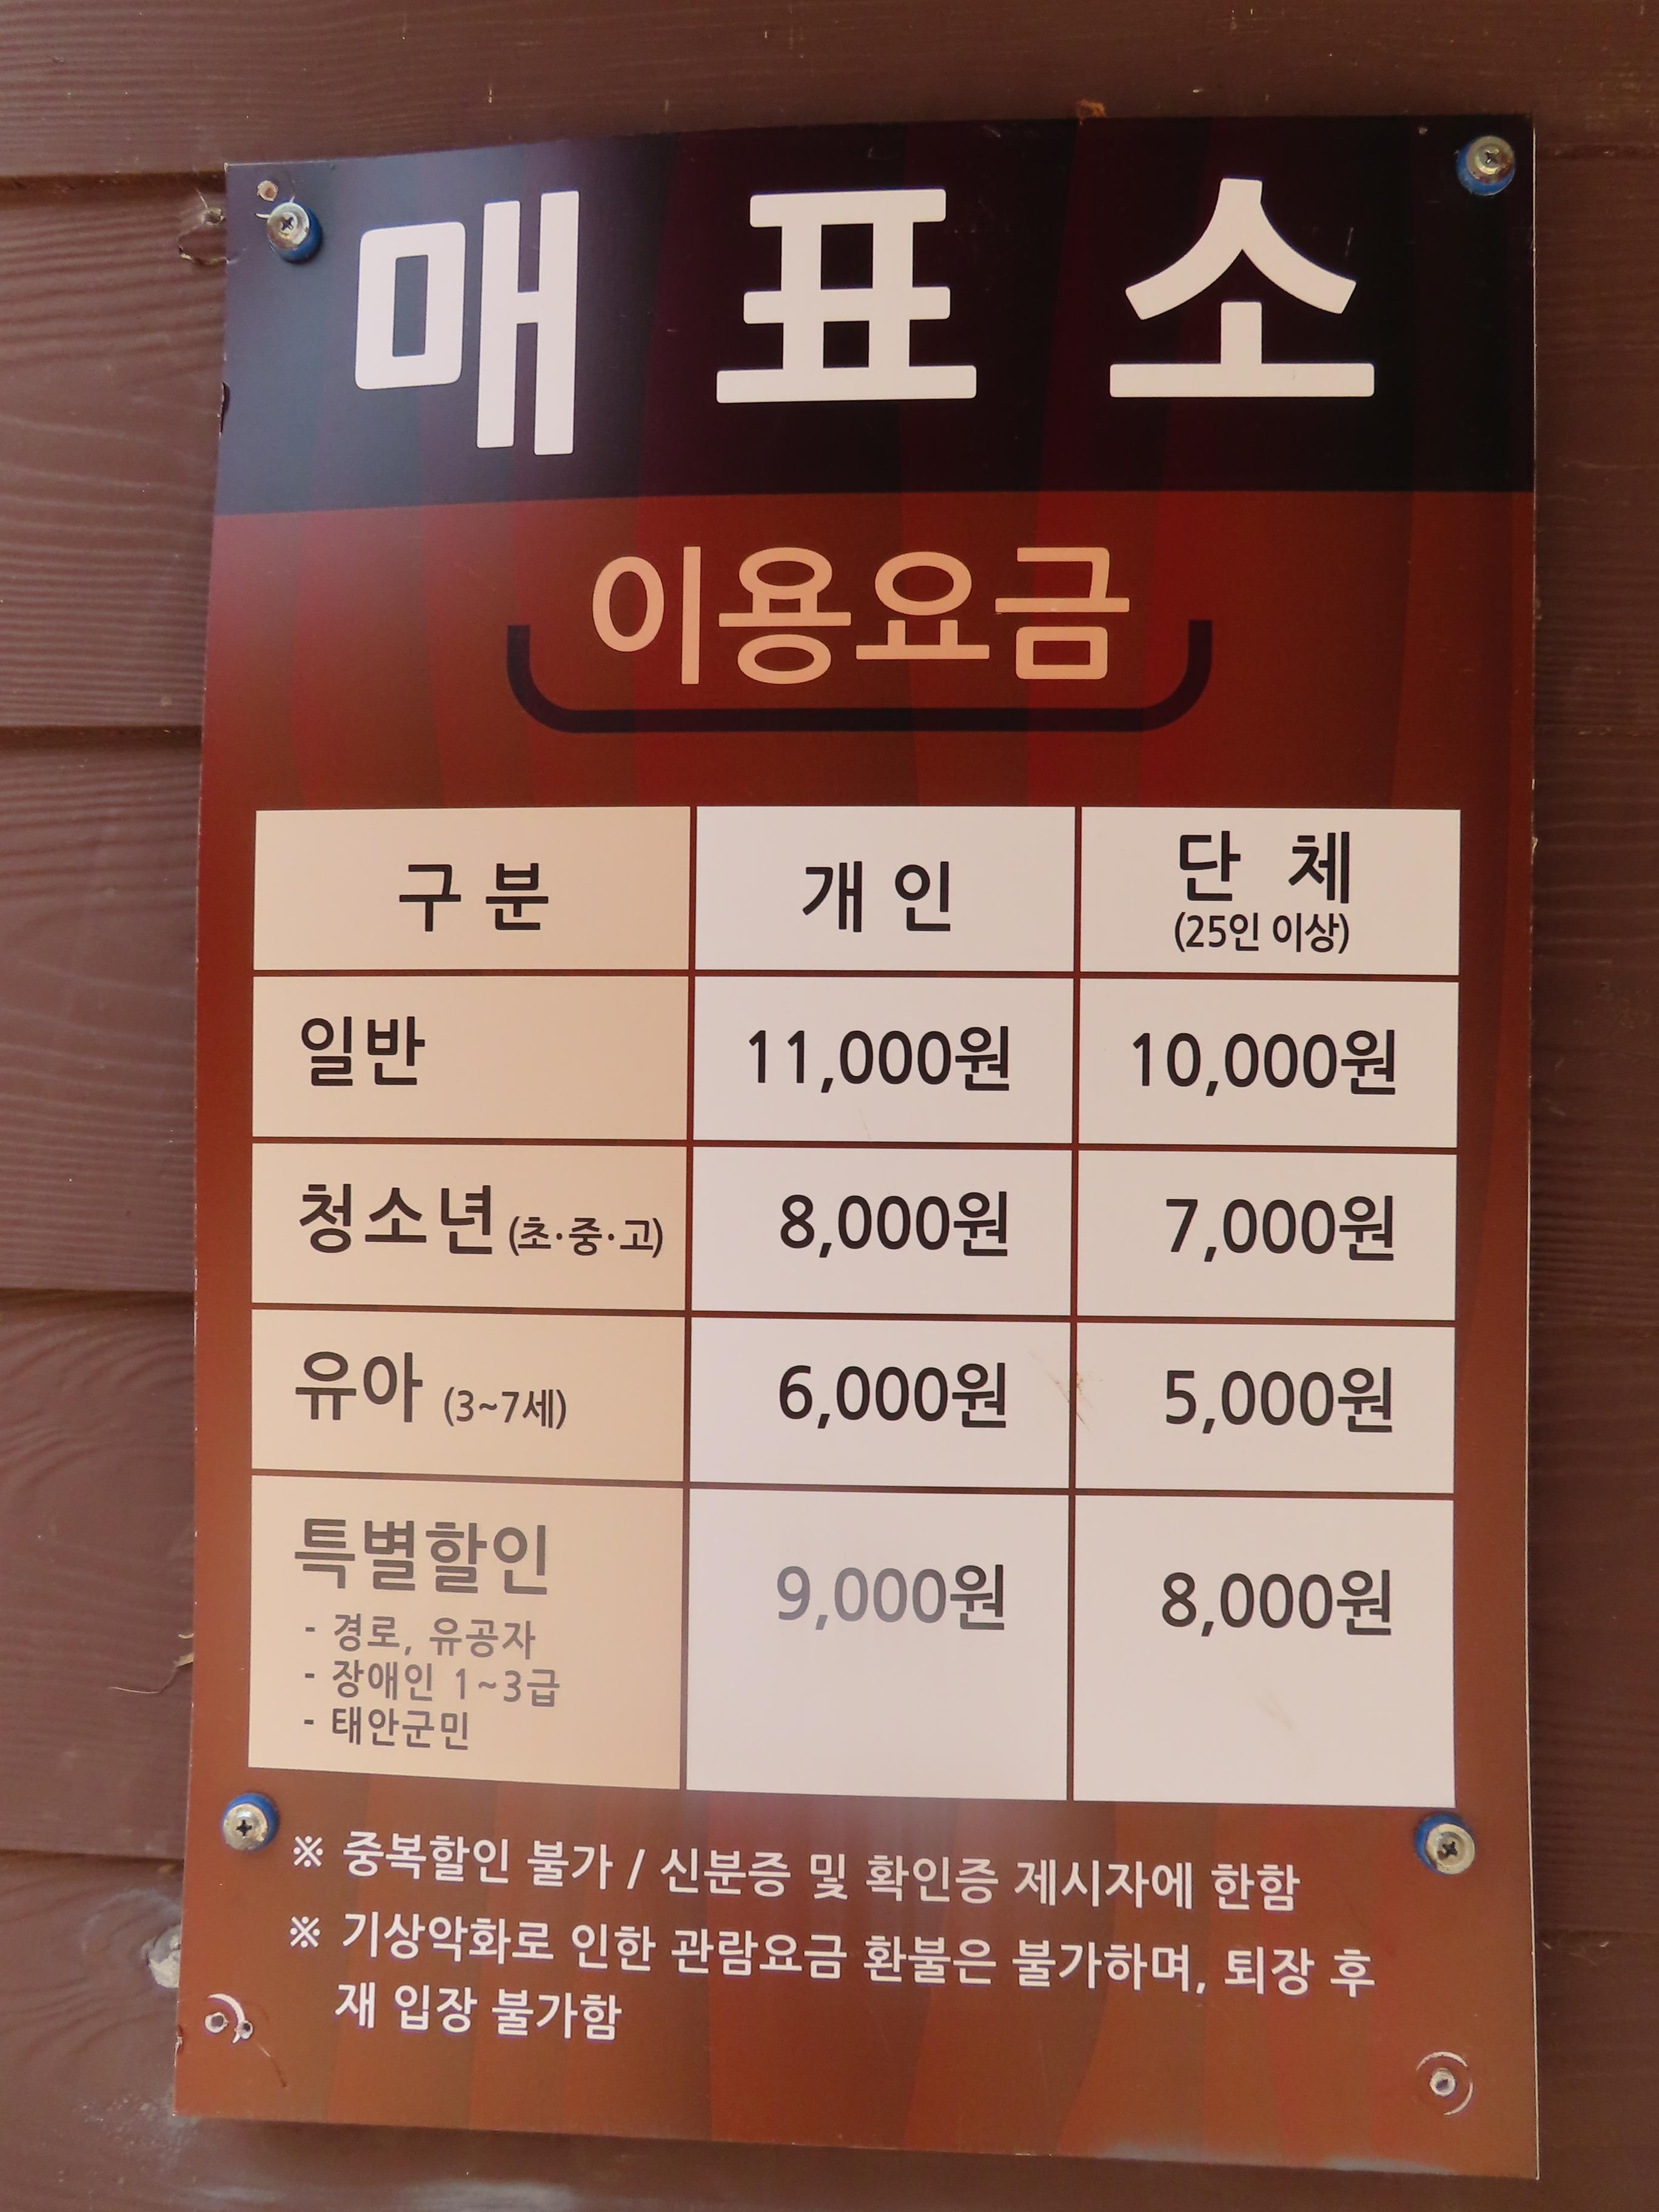 매 표 소
이용요금
구 분 개 인 단 체
(25인 이상)
일반 11,000원 10,000원
청소년 (초·중·고) 8,000원 7,000원
유아 (3~7세) 6,000원 5,000원
특별할인 9,000원 8,000원
- 경로, 유공자
- 장애인 1~3급
- 태안군민
※ 중복할인 불가 / 신분증 및 확인증 제시자에 한함
※ 기상악화로 인한 관람요금 환불은 불가하며, 퇴장 후
재 입장 불가함